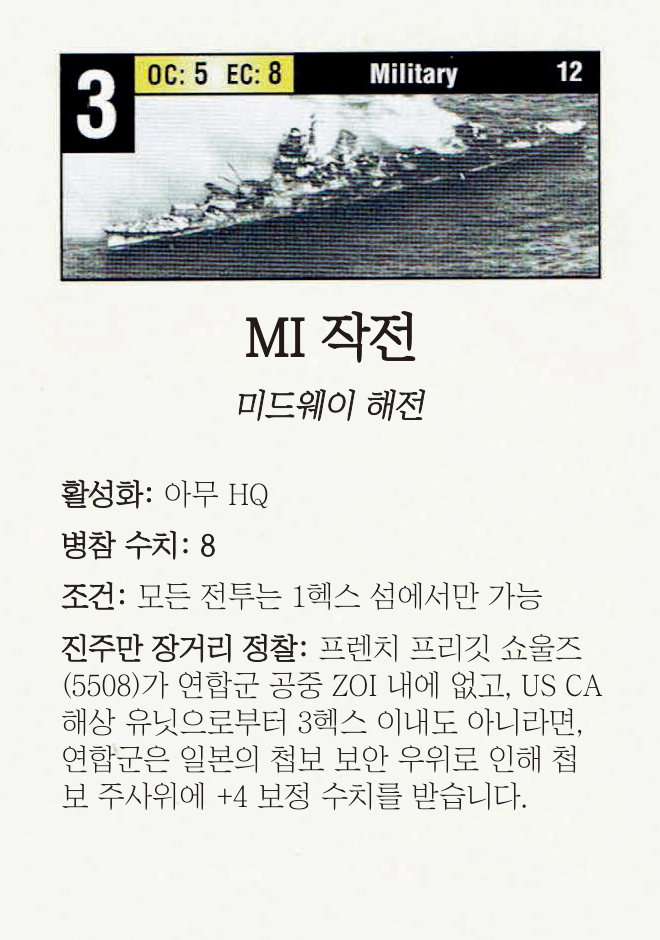 3 OC: 5 EC: 8 Military 12
MI 작전
미드웨이 해전
활성화: 아무 HQ
병참 수치: 8
조건: 모든 전투는 1헥스 섬에서만 가능
진주만 장거리 정찰: 프렌치 프리깃 쇼울즈
(5508)가 연합군 공중 ZOI 내에 없고, US CA
해상 유닛으로부터 3헥스 이내도 아니라면,
연합군은 일본의 첩보 보안 우위로 인해 첩
보 주사위에 +4 보정 수치를 받습니다.